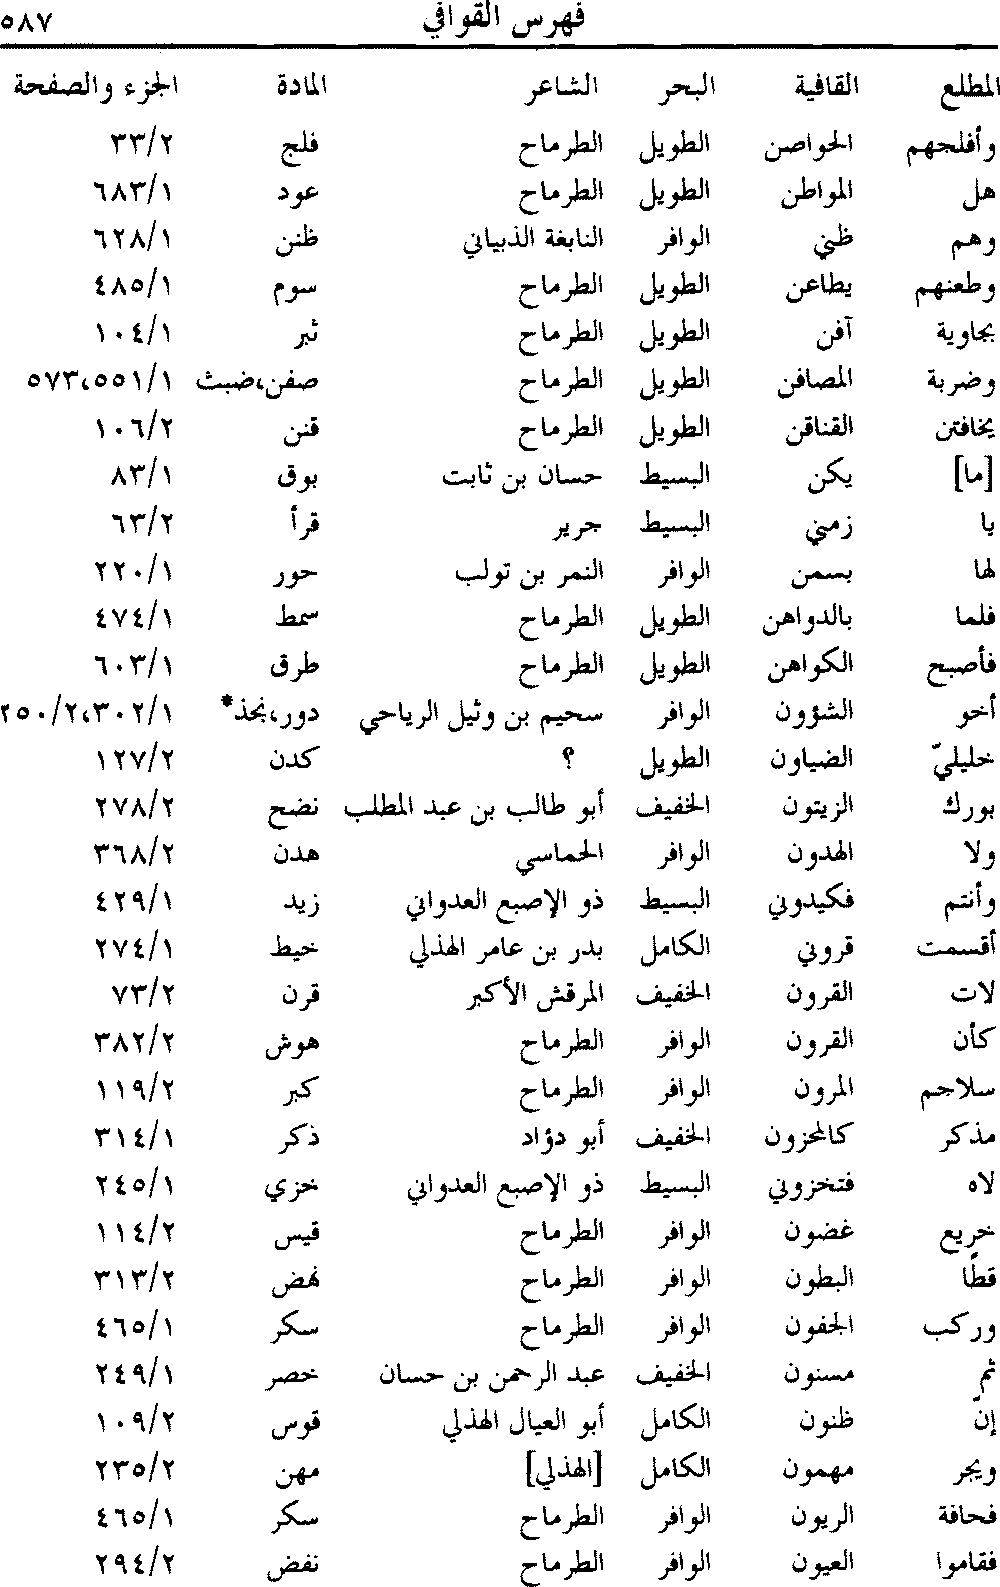 فهرس القوافي ٥٨٧
المطلع القافية البحر الشاعر المادة الجزء والصفحة
وأفلجهم الحواصن الطويل الطرماح فلج ٣٣/٢
هل المواطن الطويل الطرماح عود ٦٨٣/١
وهم ظني الوافر النابغة الذبياني ظنن ٦٢٨/١
وطعنهم يطاعن الطويل الطرماح سوم ٤٨٥/١
بجاوية آفن الطويل الطرماح ثبر ١٠٤/١
وضربة المصافن الطويل الطرماح صفن،ضبث ٥٧٣،٥٥١/١
يخافتن القناقن الطويل الطرماح قنن ١٠٦/٢
[ما] يكن البسيط حسان بن ثابت بوق ٨٣/١
يا زمني البسيط جرير قرأ ٦٣/٢
لها بسمن الوافر النمر بن تولب حور ٢٢٠/١
فلما بالدواهن الطويل الطرماح سمط ٤٧٤/١
فأصبح الكواهن الطويل الطرماح طرق ٦٠٣/١
أخو الشؤون الوافر سحيم بن وثيل الرياحي دور،نجذ* ٢٥٠/٢،٣٠٢/١
خليليّ الضياون الطويل ؟ كدن ١٢٧/٢
بورك الزيتون الخفيف أبو طالب بن عبد المطلب نضح ٢٧٨/٢
ولا الهدون الوافر الحماسي هدن ٣٦٨/٢
وأنتم فكيدوني البسيط ذو الإصبع العدواني زيد ٤٢٩/١
أقسمت قروني الكامل بدر بن عامر الهذلي خيط ٢٧٤/١
لات القرون الخفيف المرقش الأكبر قرن ٧٣/٢
كأن القرون الوافر الطرماح هوش ٣٨٢/٢
سلاجم المرون الوافر الطرماح كبر ١١٩/٢
مذكر كالمحزون الخفيف أبو دؤاد ذكر ٣١٤/١
لاه فتخزوني البسيط ذو الإصبع العدواني خزي ٢٤٥/١
خريع غضون الوافر الطرماح قيس ١١٤/٢
قطًا البطون الوافر الطرماح نهض ٣١٣/٢
وركب الجفون الوافر الطرماح سكر ٤٦٥/١
ثم مسنون الخفيف عبد الرحمن بن حسان خصر ٢٤٩/١
إنّ ظنون الكامل أبو العيال الهذلي قوس ١٠٩/٢
ويجر مهمون الكامل [الهذلي] مهن ٢٣٥/٢
فحافة الريون الوافر الطرماح سكر ٤٦٥/١
فقاموا العيون الوافر الطرماح نفض ٢٩٤/٢